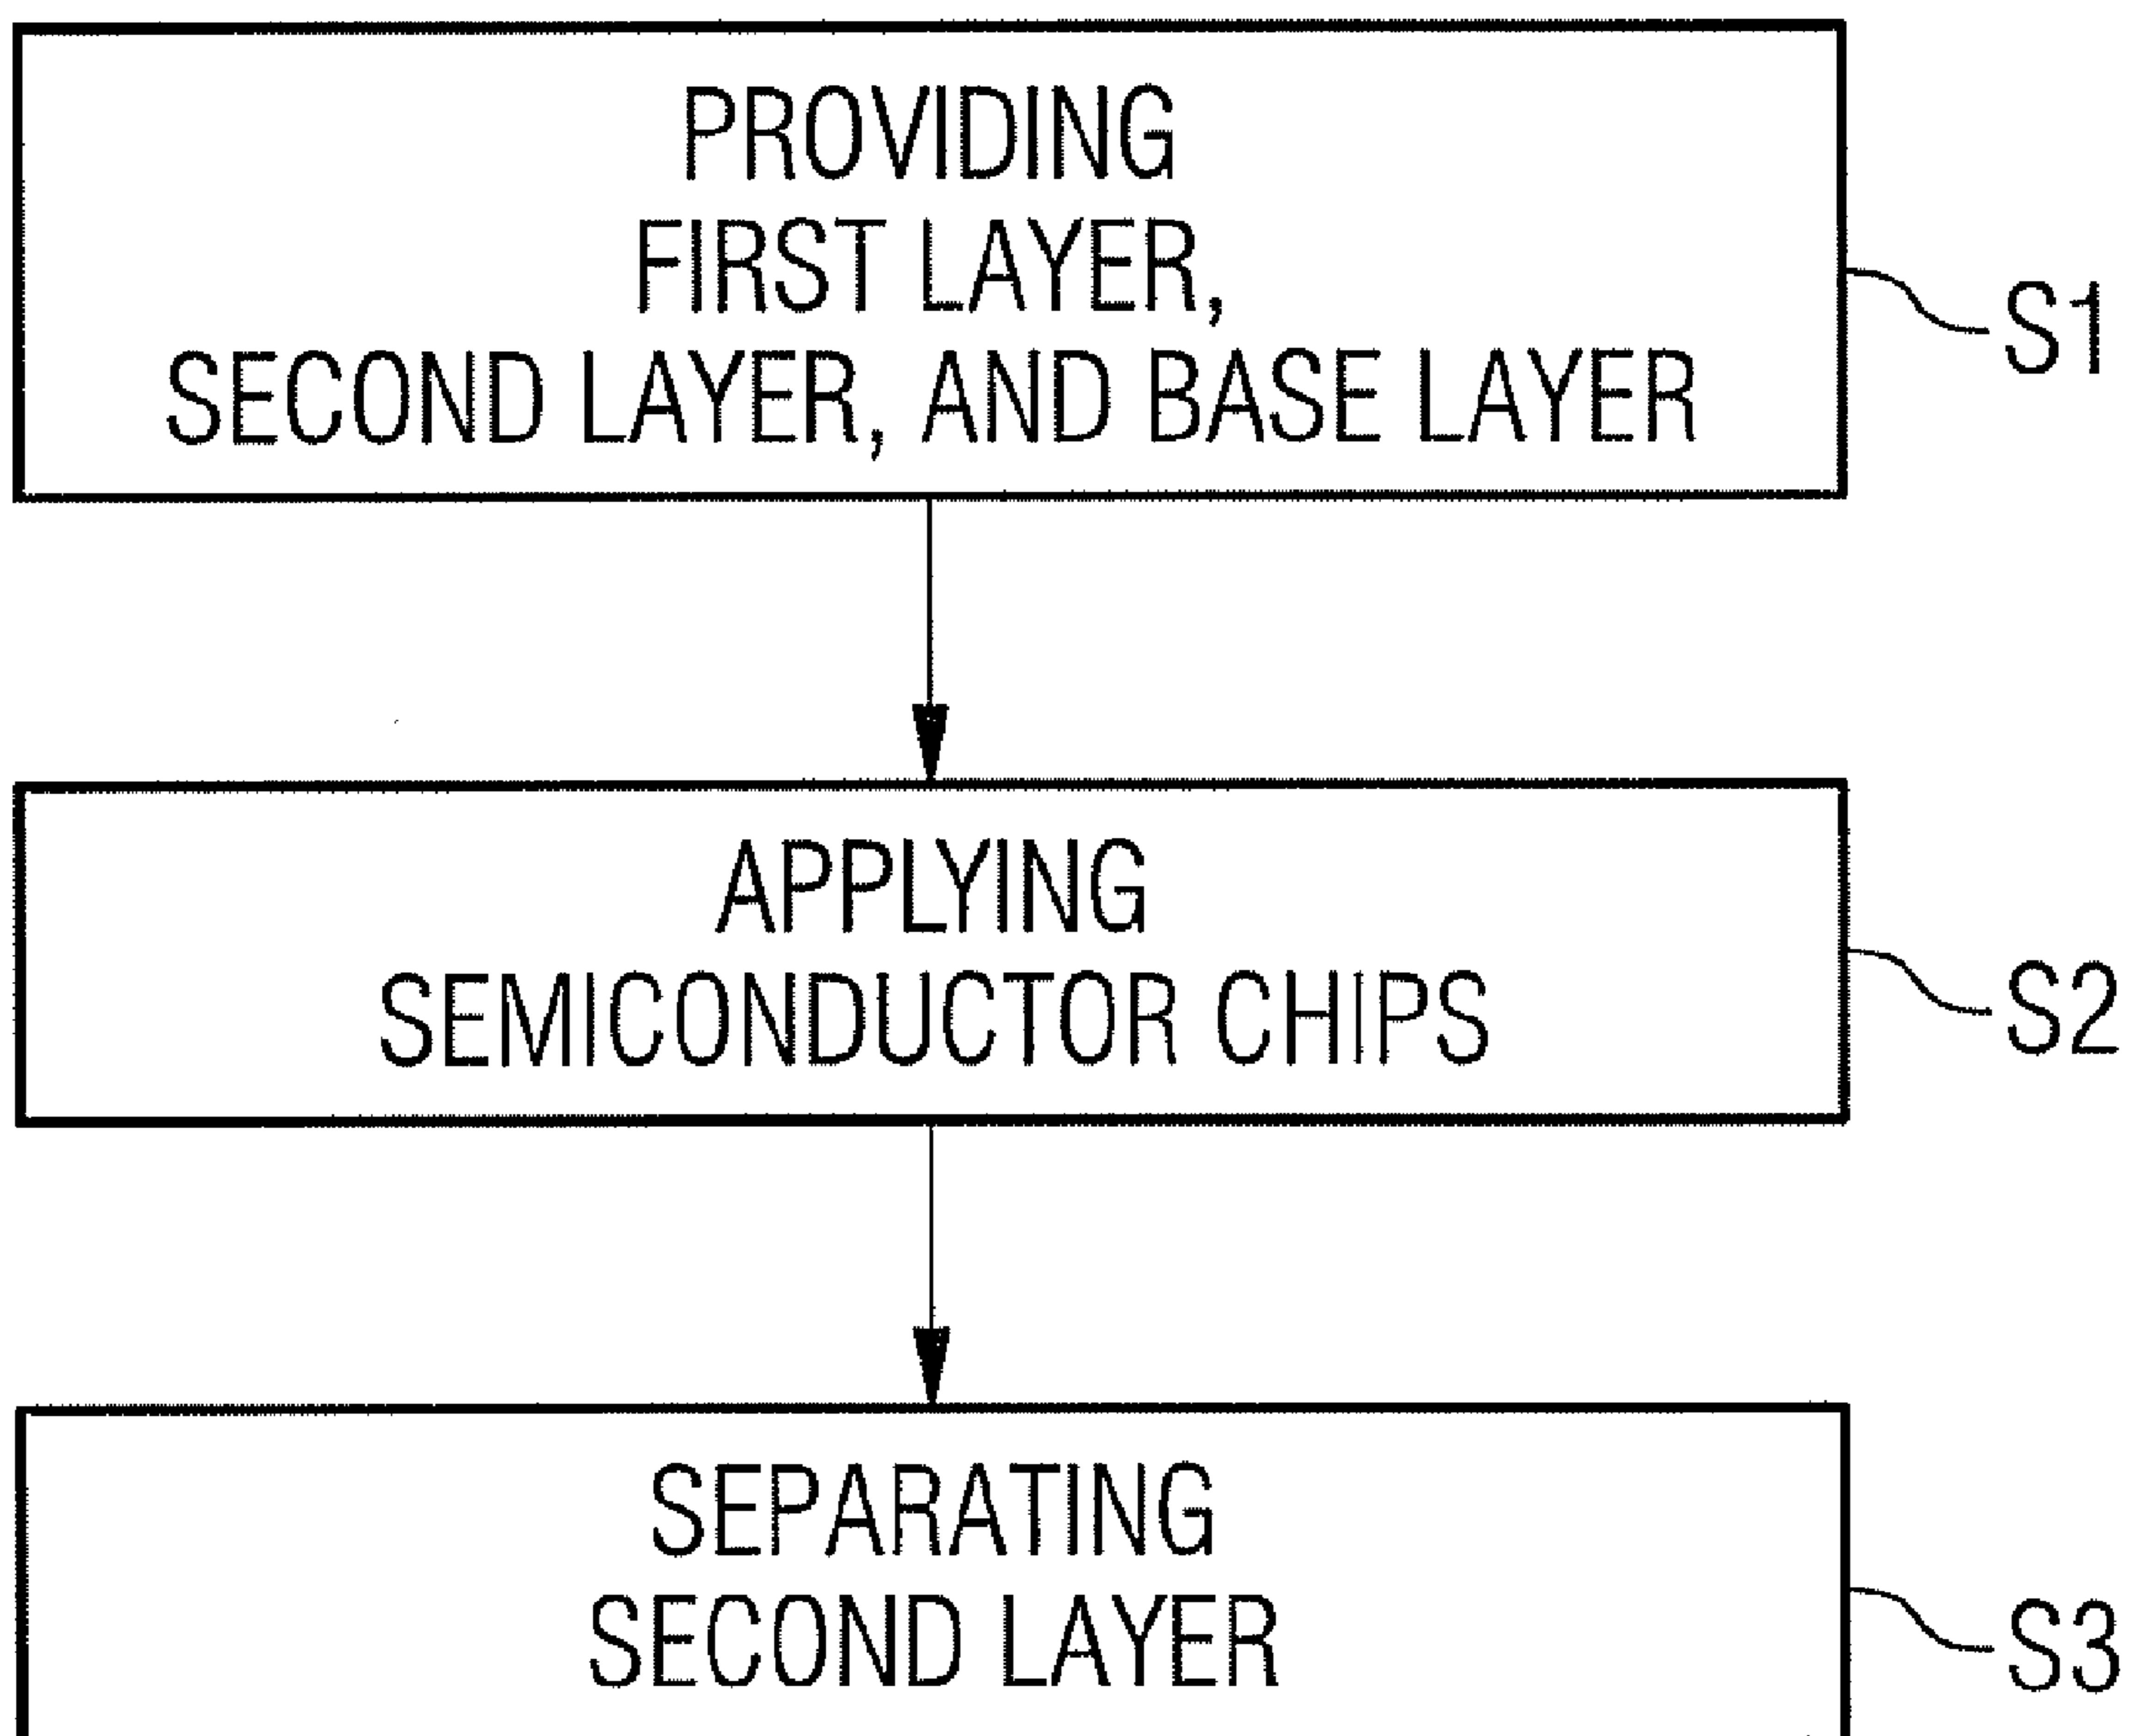 PROVIDING
FIRST LAYER,
SECOND LAYER, AND BASE LAYER
S1
APPLYING
SEMICONDUCTOR CHIPS
S2
SEPARATING
SECOND LAYER
S3